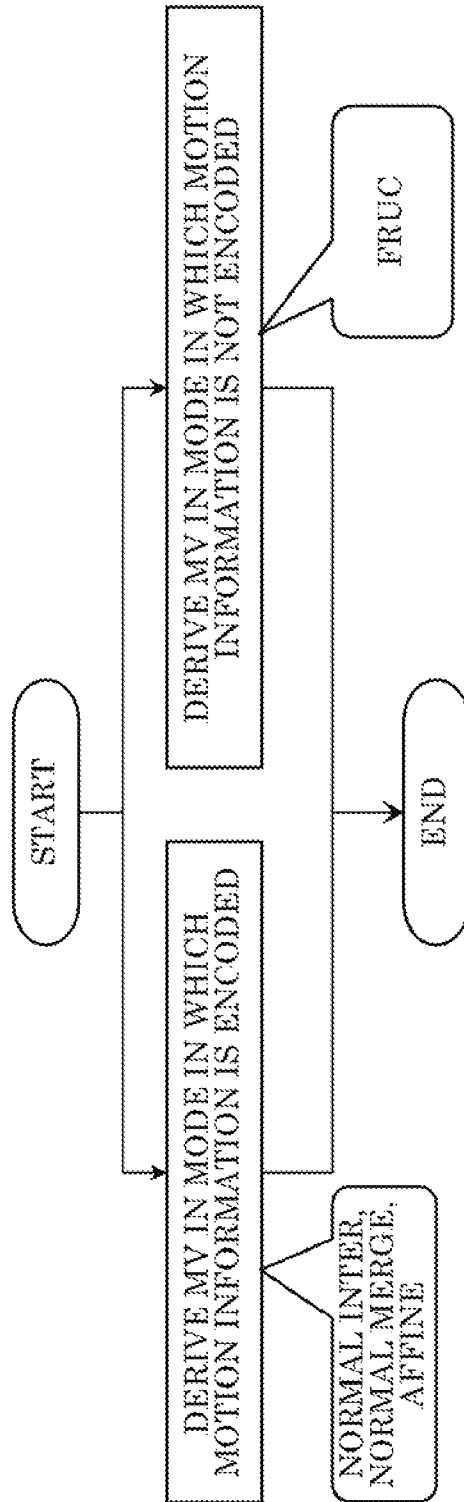 START
DERIVE MV IN MODE IN WHICH
MOTION INFORMATION IS ENCODED
DERIVE MV IN MODE IN WHICH MOTION
INFORMATION IS NOT ENCODED
NORMAL INTER,
NORMAL MERGE,
AFFINE
FRUC
END